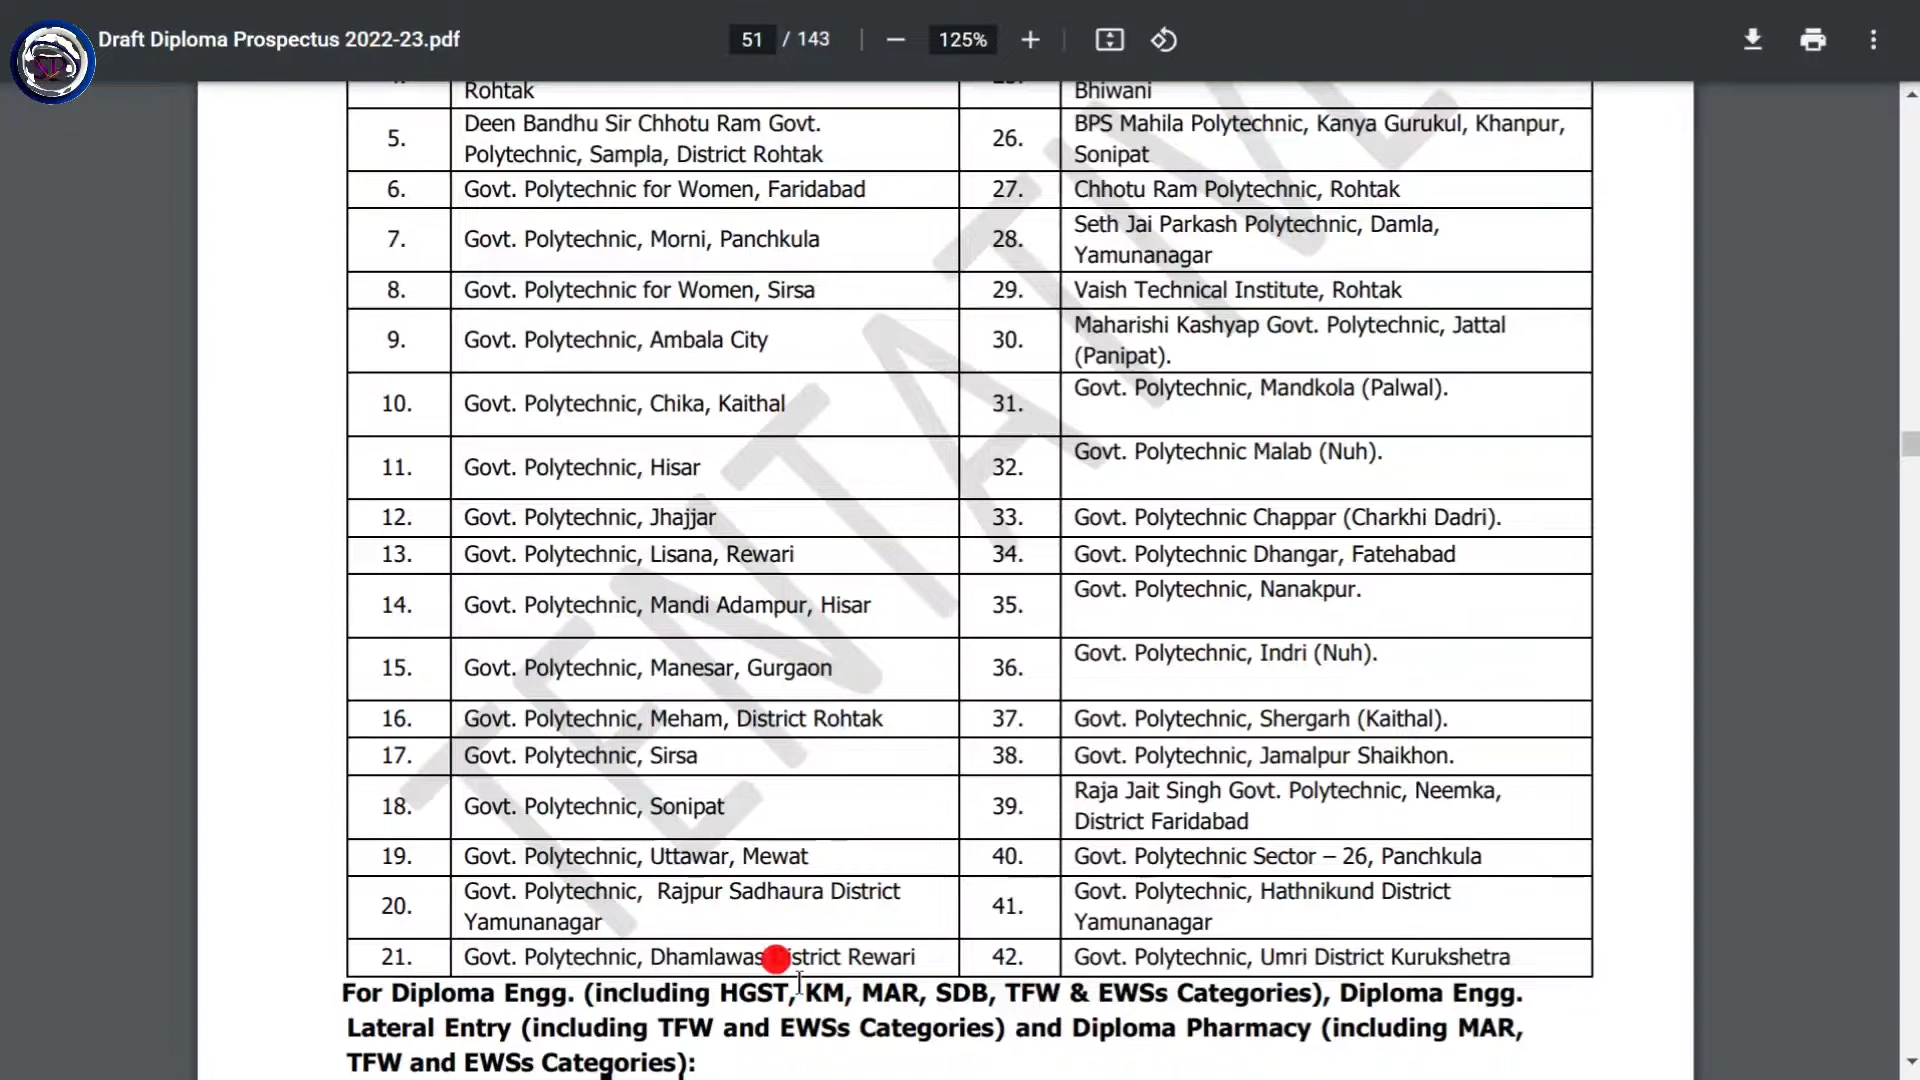 Draft Diploma Prospectus 2022-23.pdf
51 / 143
125%
Rohtak
Bhiwani
5. Deen Bandhu Sir Chhotu Ram Govt.
Polytechnic, Sampla, District Rohtak
26. BPS Mahila Polytechnic, Kanya Gurukul, Khanpur,
Sonipat
6. Govt. Polytechnic for Women, Faridabad
27. Chhotu Ram Polytechnic, Rohtak
7. Govt. Polytechnic, Morni, Panchkula
28. Seth Jai Parkash Polytechnic, Damla,
Yamunanagar
8. Govt. Polytechnic for Women, Sirsa
29. Vaish Technical Institute, Rohtak
9. Govt. Polytechnic, Ambala City
30. Maharishi Kashyap Govt. Polytechnic, Jattal
(Panipat).
10. Govt. Polytechnic, Chika, Kaithal
31. Govt. Polytechnic, Mandkola (Palwal).
11. Govt. Polytechnic, Hisar
32. Govt. Polytechnic Malab (Nuh).
12. Govt. Polytechnic, Jhajjar
33. Govt. Polytechnic Chappar (Charkhi Dadri).
13. Govt. Polytechnic, Lisana, Rewari
34. Govt. Polytechnic Dhangar, Fatehabad
14. Govt. Polytechnic, Mandi Adampur, Hisar
35. Govt. Polytechnic, Nanakpur.
15. Govt. Polytechnic, Manesar, Gurgaon
36. Govt. Polytechnic, Indri (Nuh).
16. Govt. Polytechnic, Meham, District Rohtak
37. Govt. Polytechnic, Shergarh (Kaithal).
17. Govt. Polytechnic, Sirsa
38. Govt. Polytechnic, Jamalpur Shaikhon.
18. Govt. Polytechnic, Sonipat
39. Raja Jait Singh Govt. Polytechnic, Neemka,
District Faridabad
19. Govt. Polytechnic, Uttawar, Mewat
40. Govt. Polytechnic Sector – 26, Panchkula
20. Govt. Polytechnic, Rajpur Sadhaura District
Yamunanagar
41. Govt. Polytechnic, Hathnikund District
Yamunanagar
21. Govt. Polytechnic, Dhamlawas District Rewari
42. Govt. Polytechnic, Umri District Kurukshetra
For Diploma Engg. (including HGST, KM, MAR, SDB, TFW & EWSs Categories), Diploma Engg.
Lateral Entry (including TFW and EWSs Categories) and Diploma Pharmacy (including MAR,
TFW and EWSs Categories):
TENTATIVE